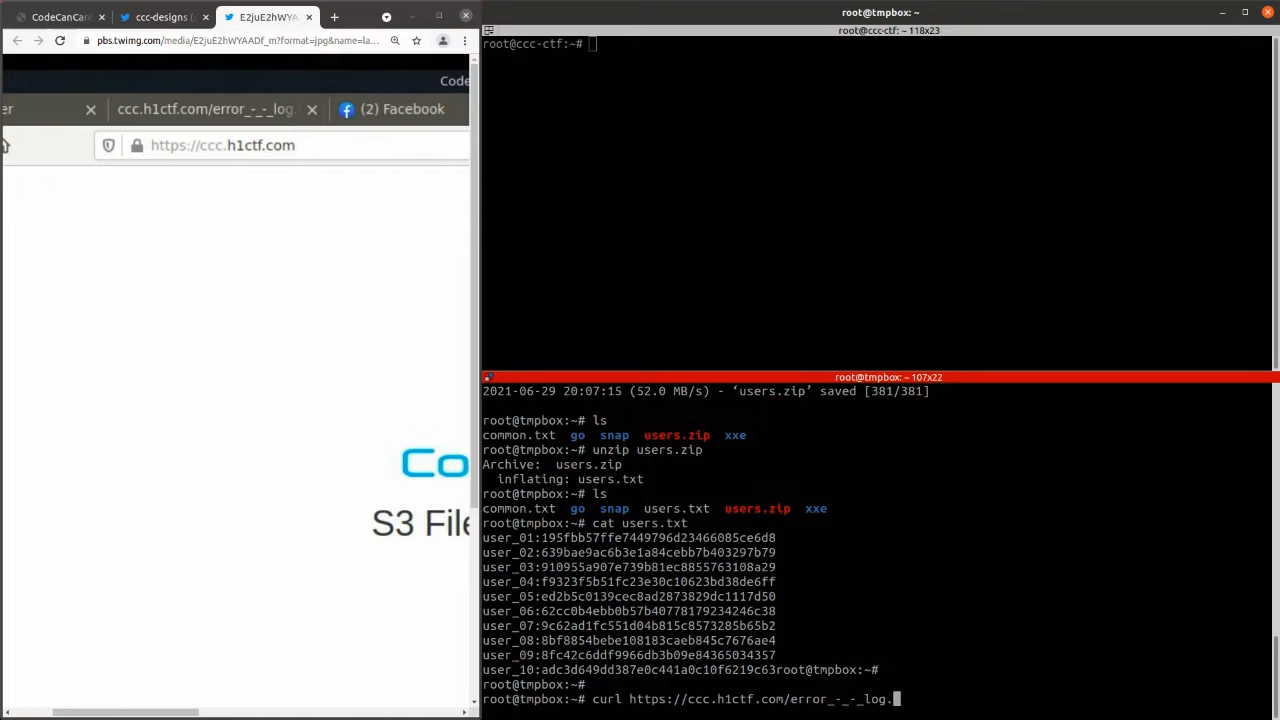 CodeCanCare
ccc-designs (
E2juE2hWYAADf
pbs.twimg.com/media/E2juE2hWYAADf_m?format=jpg&name=la...
Code
er
ccc.h1ctf.com/error_-_-_log.
(2) Facebook
https://ccc.h1ctf.com
Co
S3 File
root@tmpbox: ~
root@ccc-ctf: ~ 118x23
root@ccc-ctf:~#
root@tmpbox: ~ 107x22
2021-06-29 20:07:15 (52.0 MB/s) - ‘users.zip’ saved [381/381]
root@tmpbox:~# ls
common.txt go snap users.zip xxe
root@tmpbox:~# unzip users.zip
Archive: users.zip
inflating: users.txt
root@tmpbox:~# ls
common.txt go snap users.txt users.zip xxe
root@tmpbox:~# cat users.txt
user_01:195fbb57ffe7449796d23466085ce6d8
user_02:639bae9ac6b3e1a84cebb7b403297b79
user_03:910955a907e739b81ec8855763108a29
user_04:f9323f5b51fc23e30c10623bd38de6ff
user_05:ed2b5c0139cec8ad2873829dc1117d50
user_06:62cc0b4ebb0b57b40778179234246c38
user_07:9c62ad1fc551d04b815c8573285b65b2
user_08:8bf8854bebe108183caeb845c7676ae4
user_09:8fc42c6ddf9966db3b09e84365034357
user_10:adc3d649dd387e0c441a0c10f6219c63root@tmpbox:~#
root@tmpbox:~#
root@tmpbox:~# curl https://ccc.h1ctf.com/error_-_-_log.